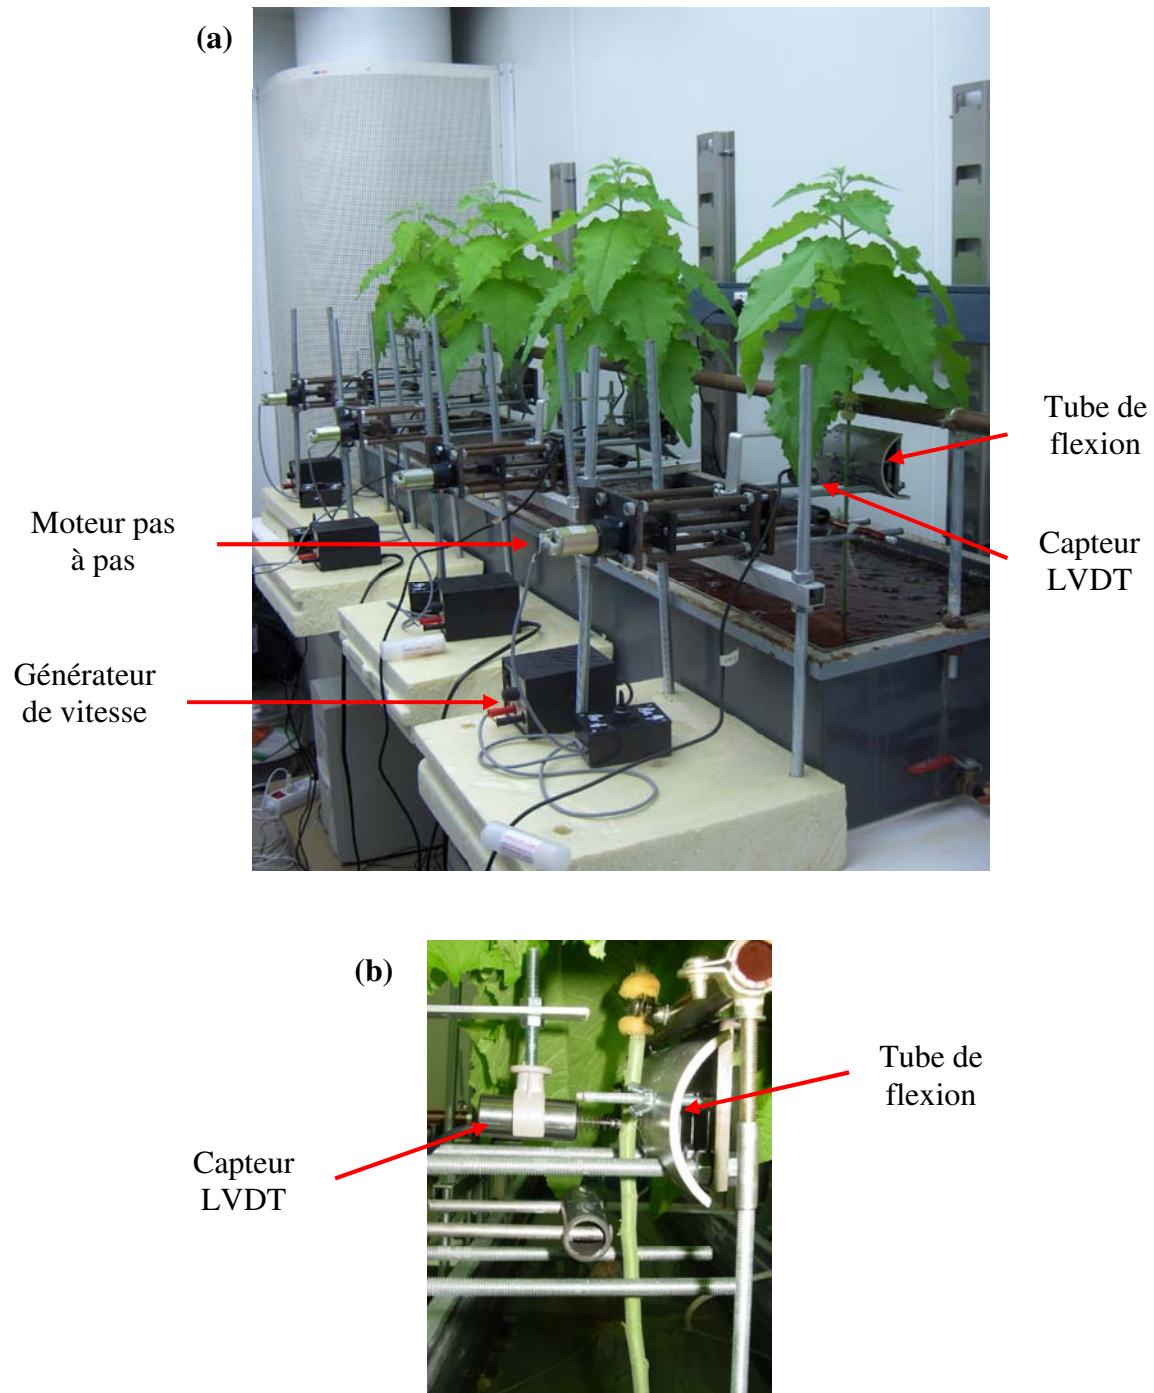 (a)
Tube de
flexion
Moteur pas
à pas
Capteur
LVDT
Générateur
de vitesse
(b)
Tube de
flexion
Capteur
LVDT